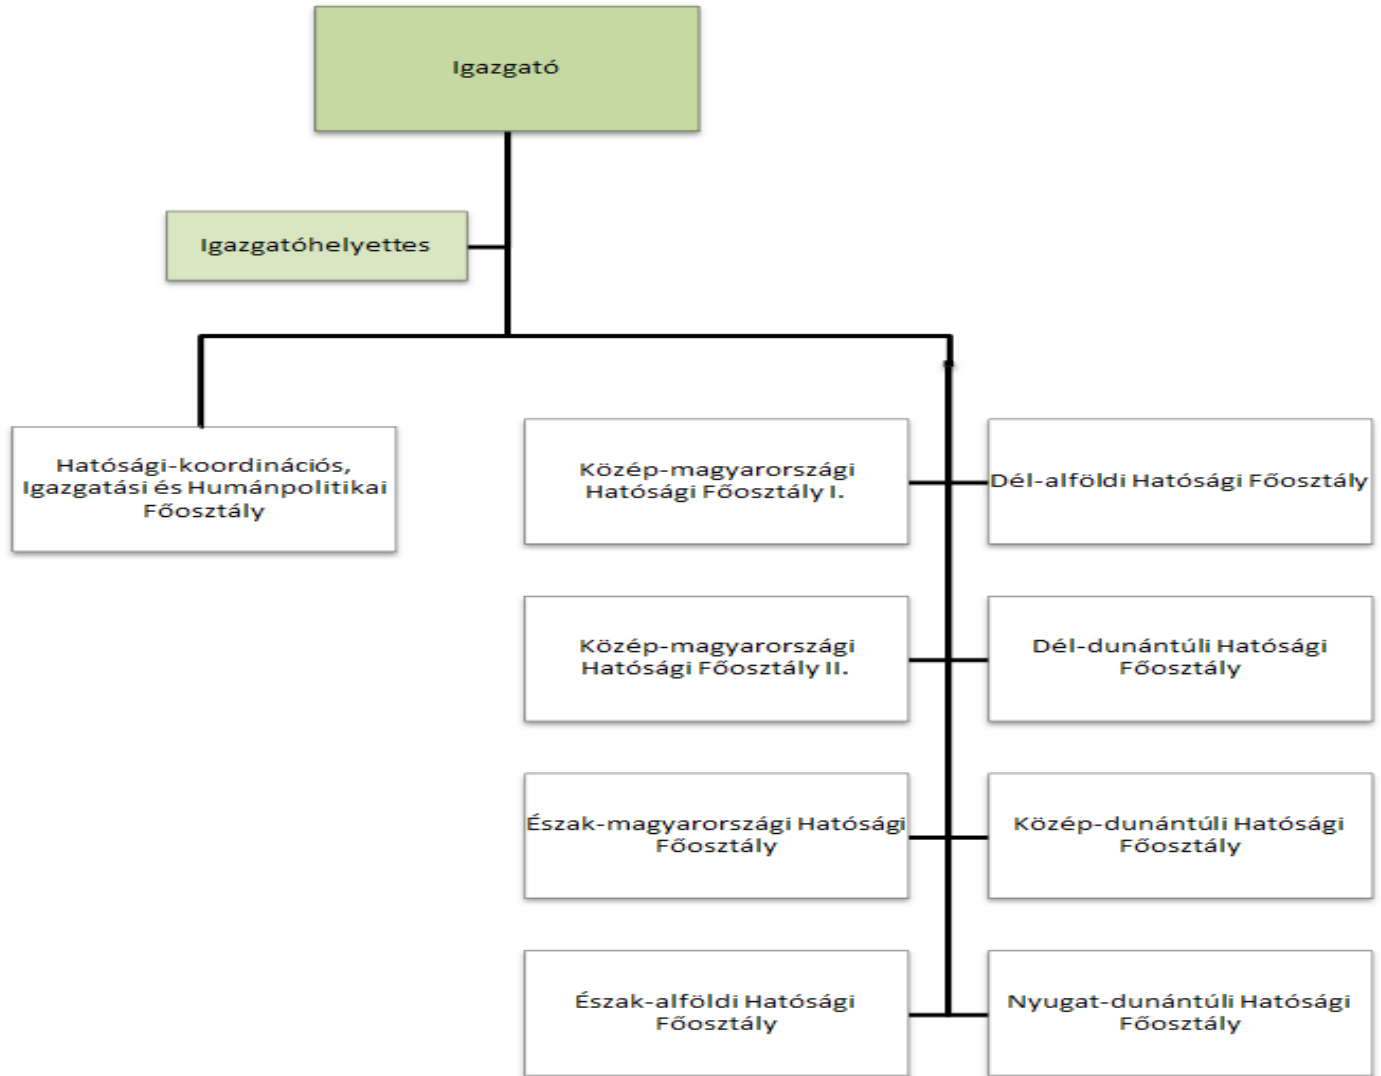 Igazgató
Igazgatóhelyettes
Hatósági-koordinációs,
Igazgatási és Humánpolitikai
Főosztály
Közép-magyarországi
Hatósági Főosztály I.
Dél-alföldi Hatósági Főosztály
Közép-magyarországi
Hatósági Főosztály II.
Dél-dunántúli Hatósági
Főosztály
Észak-magyarországi Hatósági
Főosztály
Közép-dunántúli Hatósági
Főosztály
Észak-alföldi Hatósági
Főosztály
Nyugat-dunántúli Hatósági
Főosztály